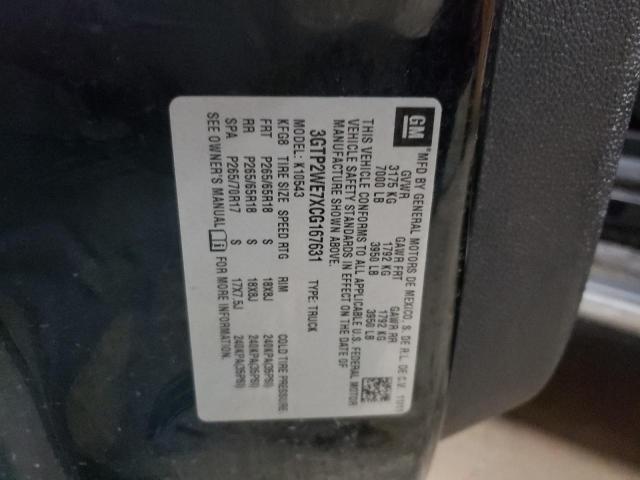 GM
MFD BY GENERAL MOTORS DE MEXICO, S. DE R.L. DE C.V. 11/11
GVWR GAWR FRT GAWR RR
3175 KG 1792 KG 1792 KG
7000 LB 3950 LB 3950 LB
THIS VEHICLE CONFORMS TO ALL APPLICABLE U.S. FEDERAL MOTOR
VEHICLE SAFETY STANDARDS IN EFFECT ON THE DATE OF
MANUFACTURE SHOWN ABOVE.
3GTP2WE7XCG167631 TYPE: TRUCK
MODEL: K10543
KFG8 TIRE SIZE SPEED RTG RIM COLD TIRE PRESSURE
FRT P265/65R18 S 18X8J 240KPA(35PSI)
RR P265/65R18 S 18X8J 240KPA(35PSI)
SPA P265/70R17 S 17X7.5J 240KPA(35PSI)
SEE OWNER'S MANUAL FOR MORE INFORMATION.